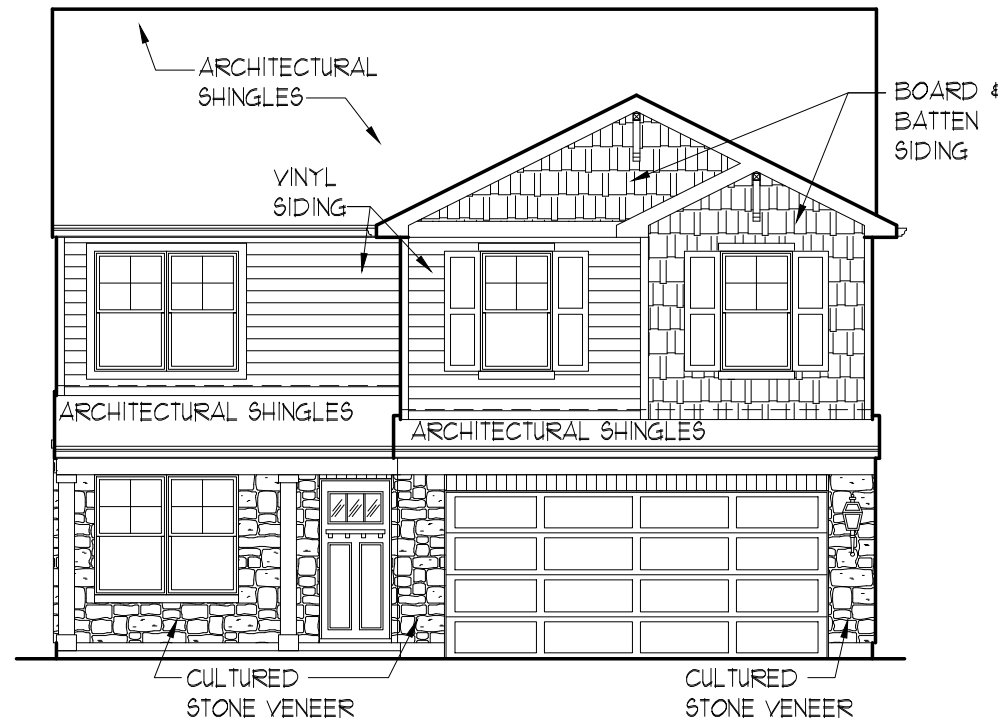 ARCHITECTURAL
SHINGLES
BOARD &
BATTEN
SIDING
VINYL
SIDING
ARCHITECTURAL SHINGLES
ARCHITECTURAL SHINGLES
CULTURED
STONE VENEER
CULTURED
STONE VENEER